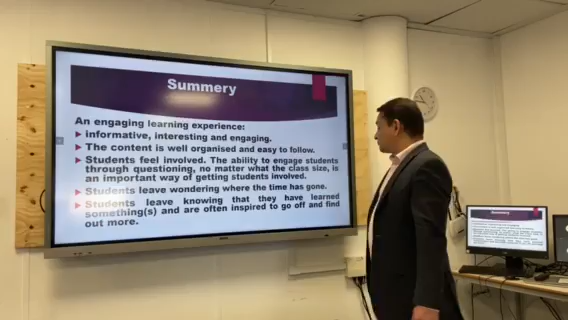 Summery
An engaging learning experience:
informative, interesting and engaging.
The content is well organised and easy to follow.
Students feel involved. The ability to engage students
through questioning, no matter what the class size, is
an important way of getting students involved.
Students leave wondering where the time has gone.
Students leave knowing that they have learned
something(s) and are often inspired to go off and find
out more.
Summery